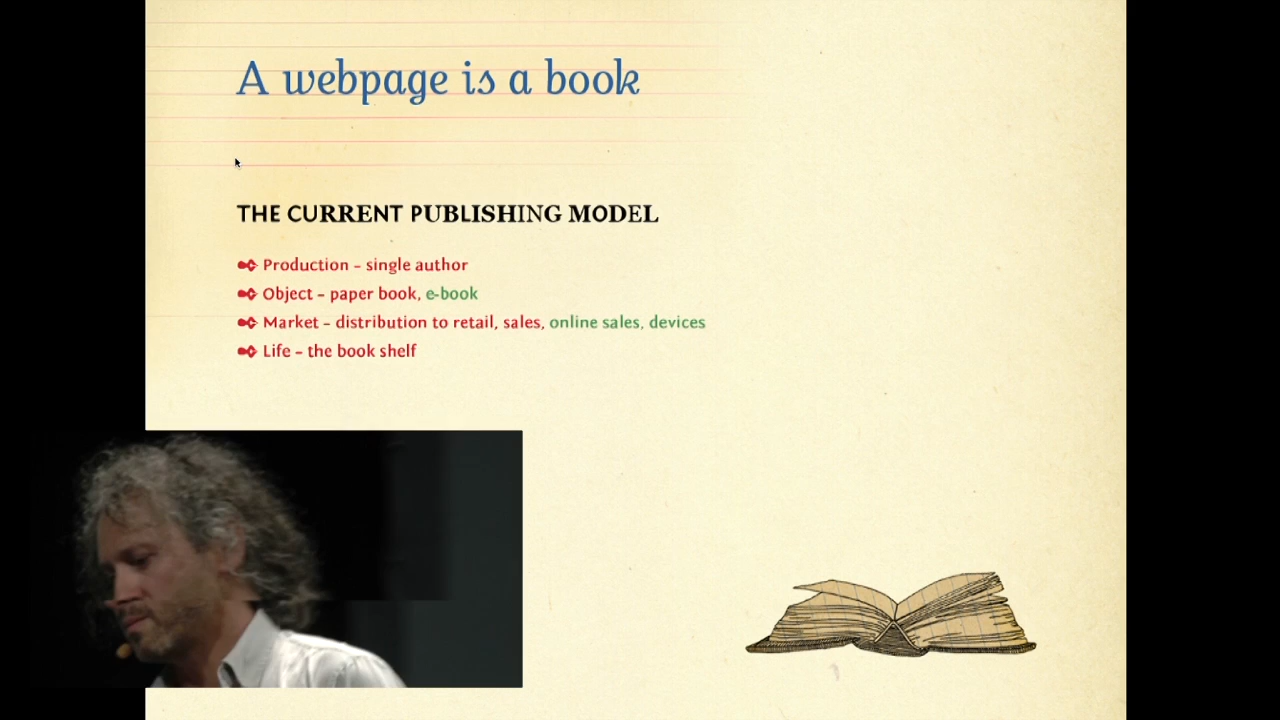 A webpage is a book
THE CURRENT PUBLISHING MODEL
Production – single author
Object – paper book, e-book
Market – distribution to retail, sales, online sales, devices
Life – the book shelf